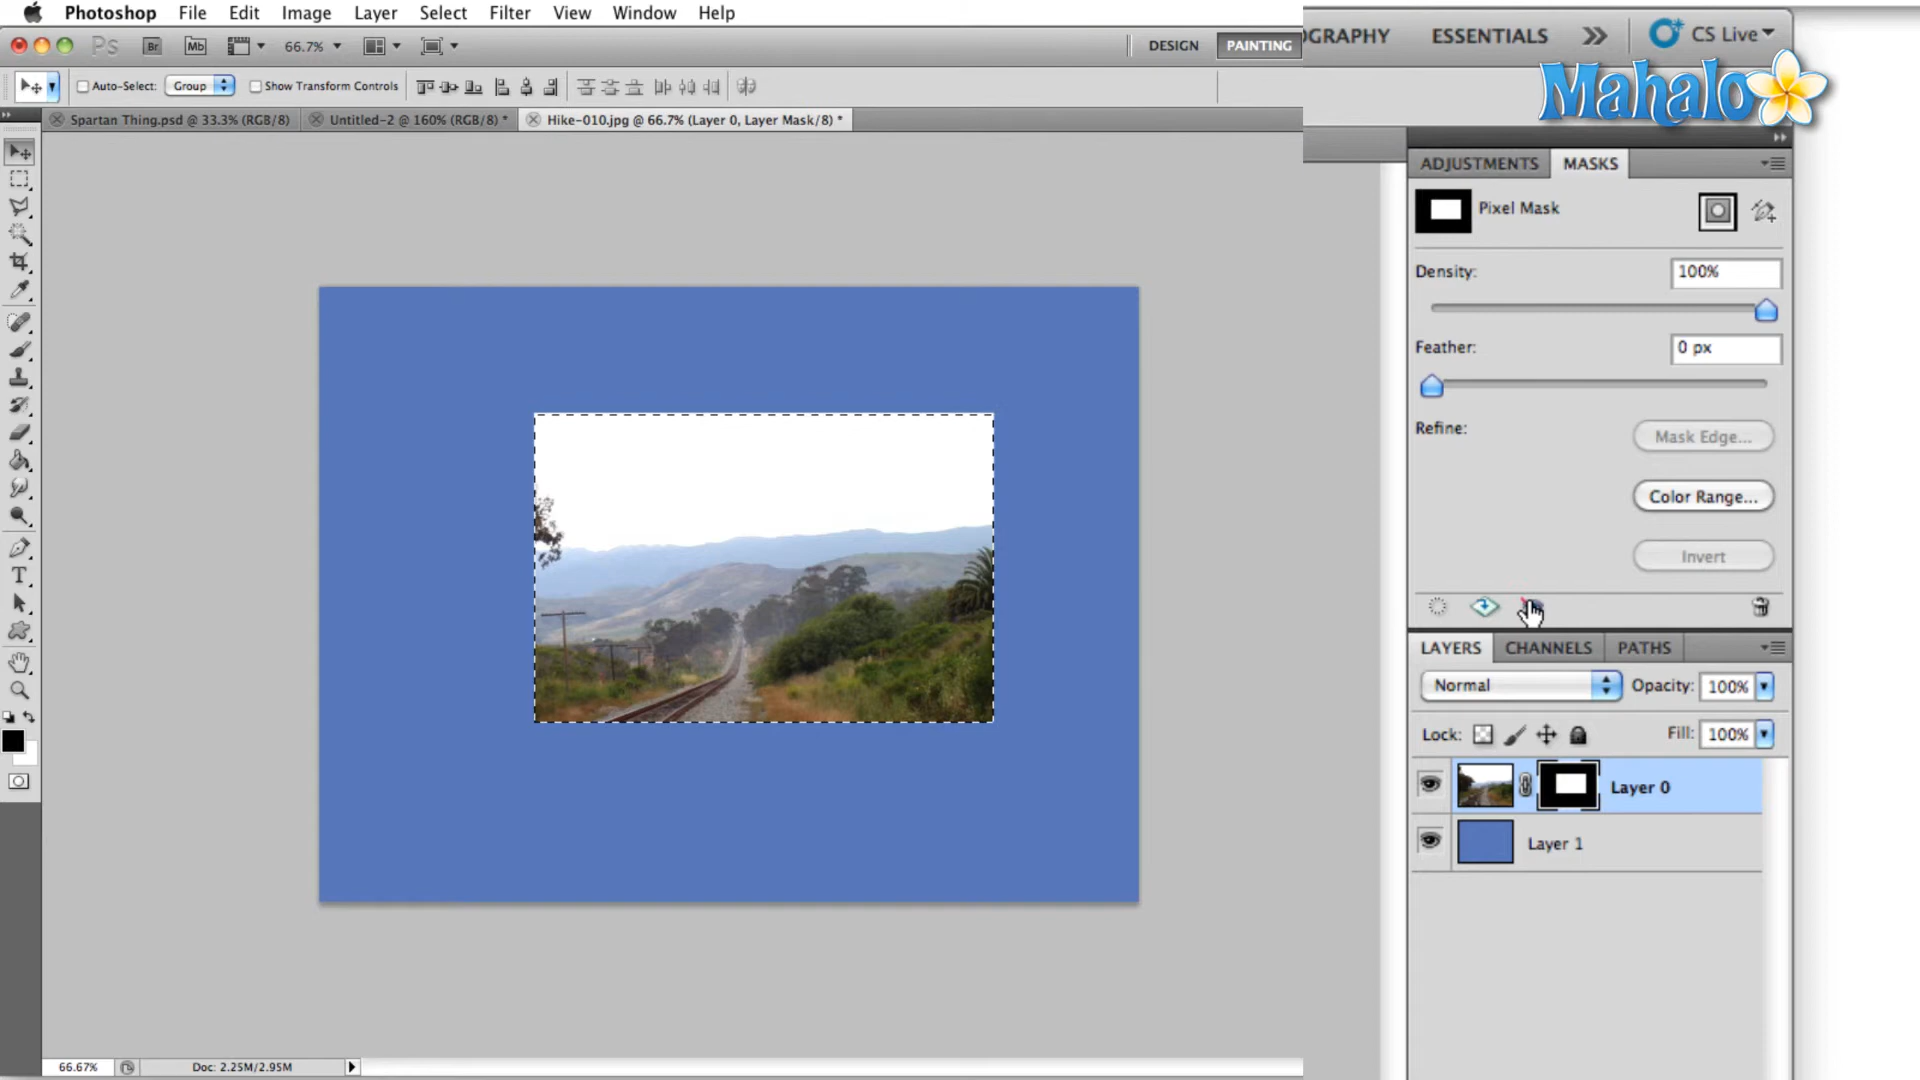 Photoshop File Edit Image Layer Select Filter View Window Help
Ps Br Mb 66.7% DESIGN PAINTING OGRAPHY ESSENTIALS CS Live
Mahalo
Auto-Select: Group Show Transform Controls
Spartan Thing.psd @ 33.3% (RGB/8) Untitled-2 @ 160% (RGB/8) * Hike-010.jpg @ 66.7% (Layer 0, Layer Mask/8) *
ADJUSTMENTS MASKS
Pixel Mask
Density: 100%
Feather: 0 px
Refine: Mask Edge...
Color Range...
Invert
T
LAYERS CHANNELS PATHS
Normal Opacity: 100%
Lock: Fill: 100%
Layer 0
Layer 1
66.67% Doc: 2.25M/2.95M